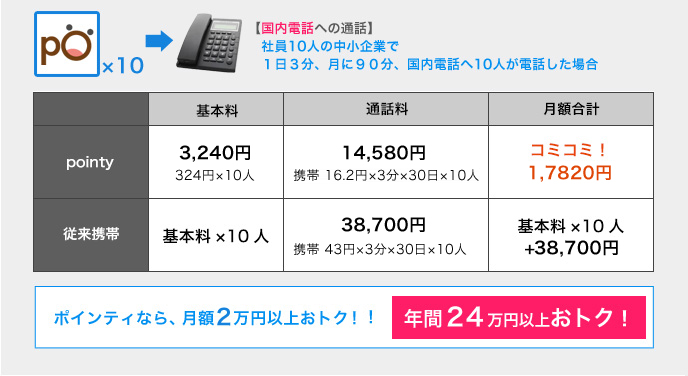 po
×10
【国内電話への通話】
社員10人の中小企業で
１日３分、月に９０分、国内電話へ10人が電話した場合
基本料 通話料 月額合計
pointy
3,240円
324円×10人
14,580円
携帯 16.2円×3分×30日×10人
コミコミ！
1,7820円
従来携帯
基本料 ×10 人
38,700円
携帯 43円×3分×30日×10人
基本料 ×10 人
+38,700円
ポインティなら、月額2万円以上おトク！！
年間24万円以上おトク！